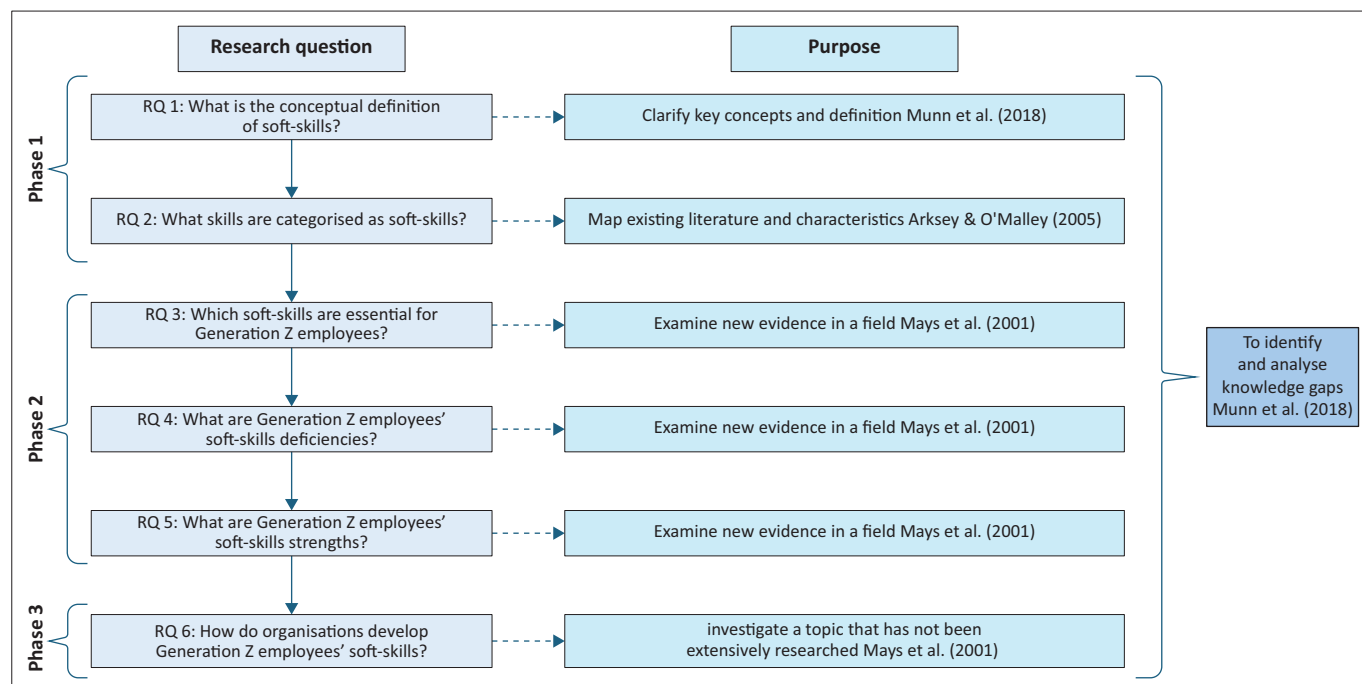 Research question
Purpose
Phase 1
RQ 1: What is the conceptual definition
of soft-skills?
Clarify key concepts and definition Munn et al. (2018)
RQ 2: What skills are categorised as soft-skills?
Map existing literature and characteristics Arksey & O'Malley (2005)
Phase 2
RQ 3: Which soft-skills are essential for
Generation Z employees?
Examine new evidence in a field Mays et al. (2001)
RQ 4: What are Generation Z employees’
soft-skills deficiencies?
Examine new evidence in a field Mays et al. (2001)
RQ 5: What are Generation Z employees’
soft-skills strengths?
Examine new evidence in a field Mays et al. (2001)
Phase 3
RQ 6: How do organisations develop
Generation Z employees’ soft-skills?
investigate a topic that has not been
extensively researched Mays et al. (2001)
To identify
and analyse
knowledge gaps
Munn et al. (2018)